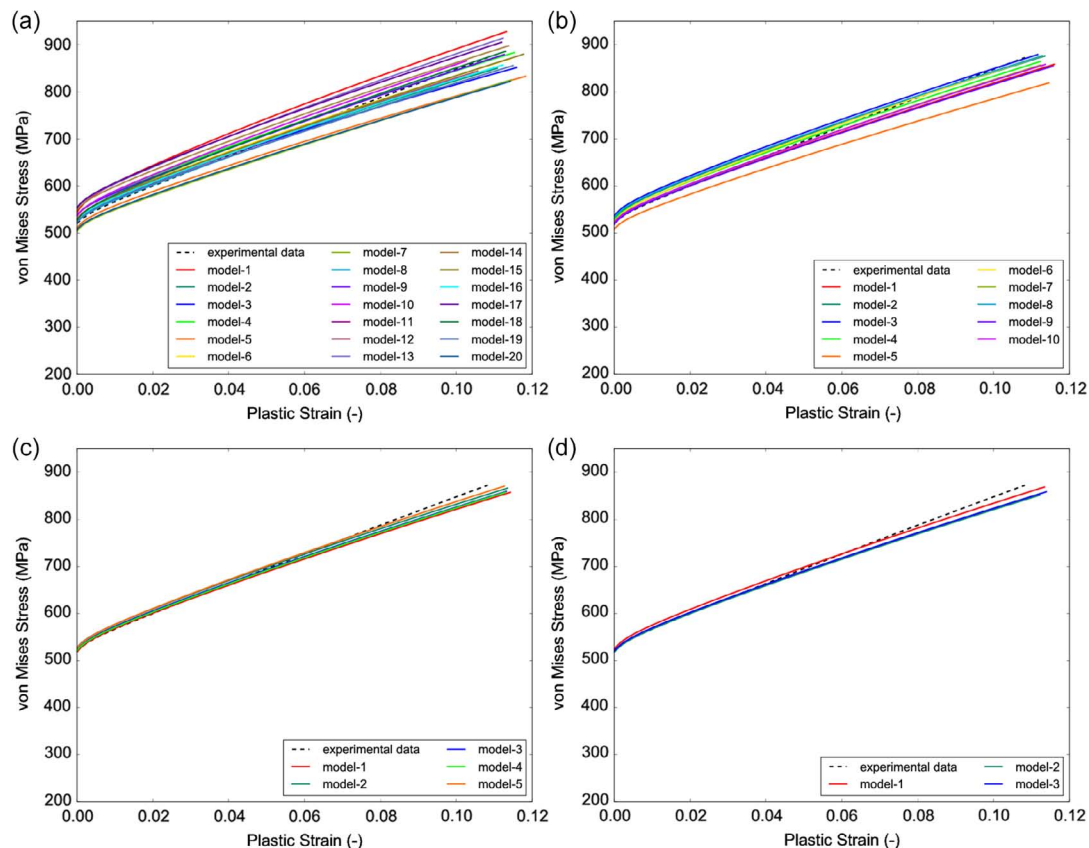 (a)
900
800
700
600
500
400
300
200
von Mises Stress (MPa)
experimental data model-7 model-14
model-1 model-8 model-15
model-2 model-9 model-16
model-3 model-10 model-17
model-4 model-11 model-18
model-5 model-12 model-19
model-6 model-13 model-20
0.00 0.02 0.04 0.06 0.08 0.10 0.12
Plastic Strain (-)
(b)
900
800
700
600
500
400
300
200
von Mises Stress (MPa)
experimental data model-6
model-1 model-7
model-2 model-8
model-3 model-9
model-4 model-10
model-5
0.00 0.02 0.04 0.06 0.08 0.10 0.12
Plastic Strain (-)
(c)
900
800
700
600
500
400
300
200
von Mises Stress (MPa)
experimental data model-3
model-1 model-4
model-2 model-5
0.00 0.02 0.04 0.06 0.08 0.10 0.12
Plastic Strain (-)
(d)
900
800
700
600
500
400
300
200
von Mises Stress (MPa)
experimental data model-2
model-1 model-3
0.00 0.02 0.04 0.06 0.08 0.10 0.12
Plastic Strain (-)